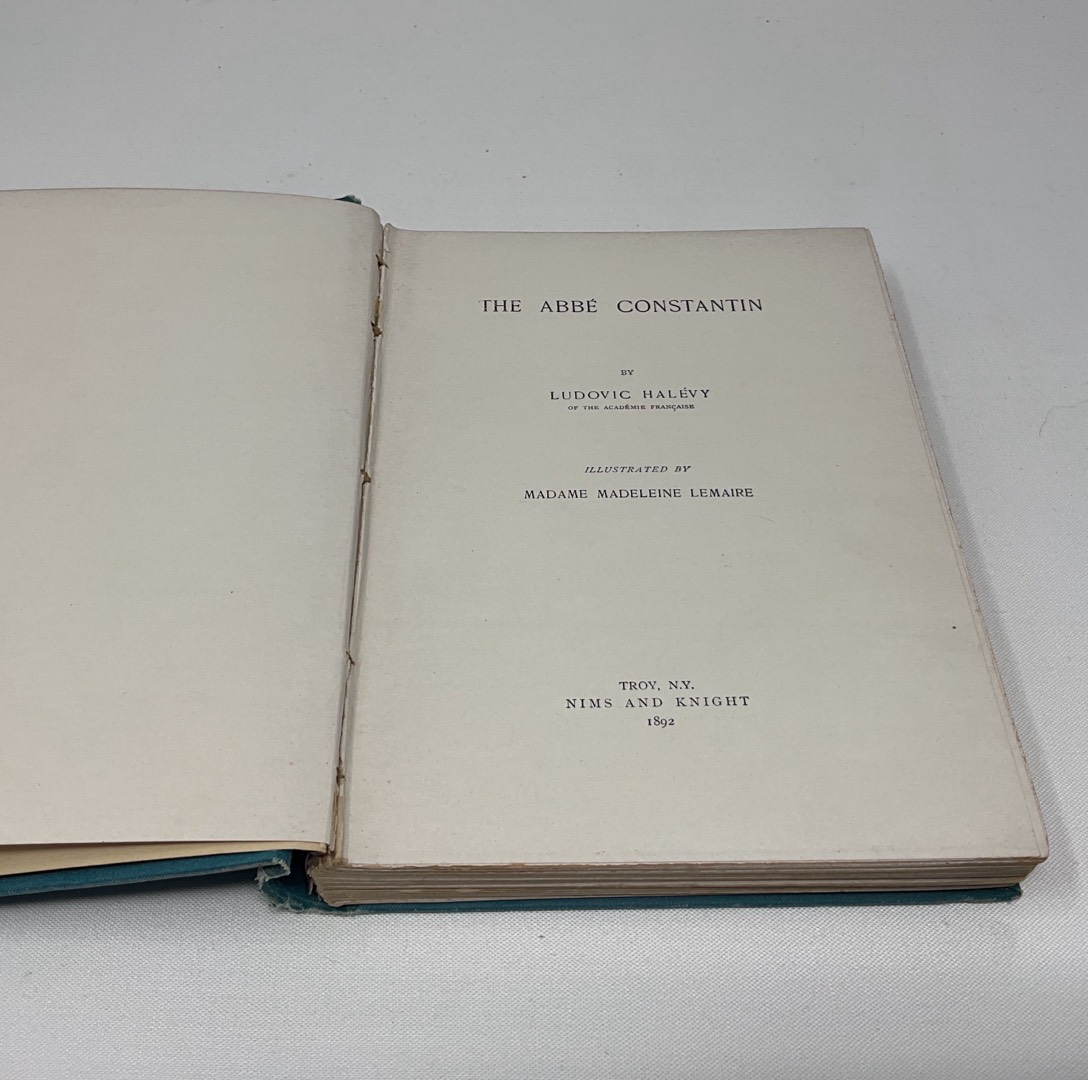 THE ABBÉ CONSTANTIN
BY
LUDOVIC HALÉVY
OF THE ACADÉMIE FRANÇAISE
ILLUSTRATED BY
MADAME MADELEINE LEMAIRE
TROY, N.Y.
NIMS AND KNIGHT
1892